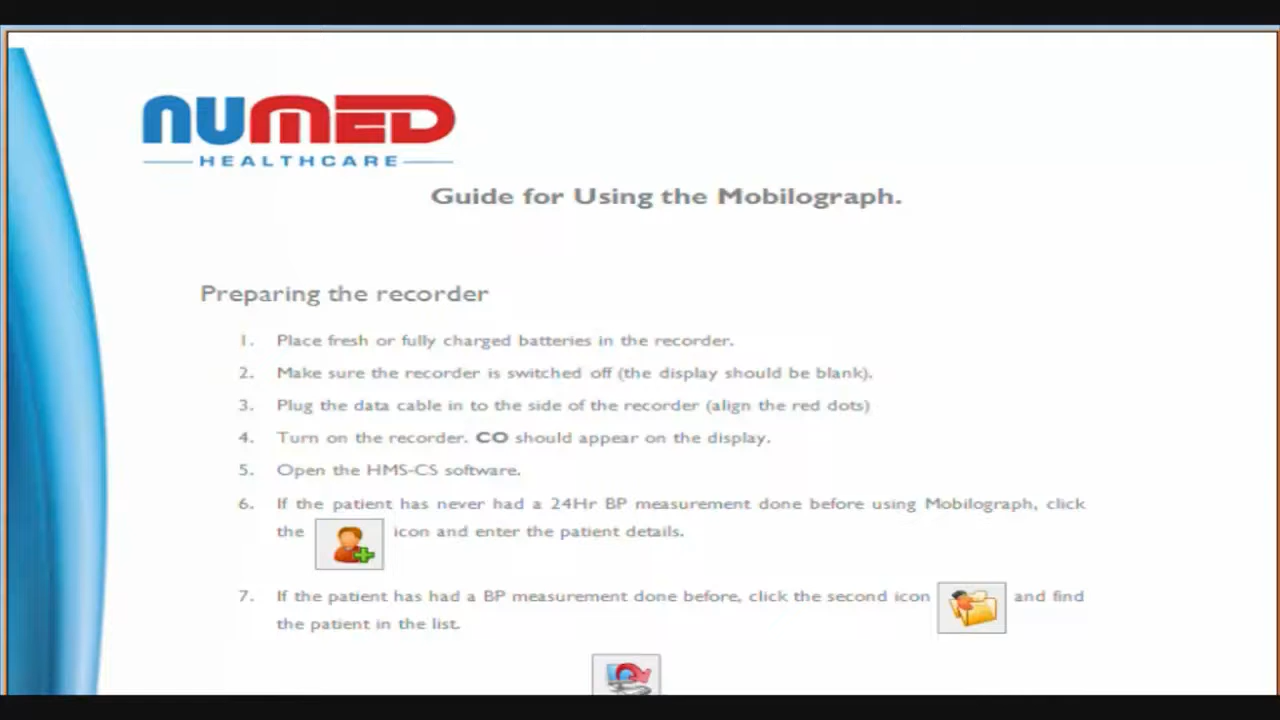 NUMED
HEALTHCARE
Guide for Using the Mobilograph.
Preparing the recorder
1. Place fresh or fully charged batteries in the recorder.
2. Make sure the recorder is switched off (the display should be blank).
3. Plug the data cable in to the side of the recorder (align the red dots)
4. Turn on the recorder. CO should appear on the display.
5. Open the HMS-CS software.
6. If the patient has never had a 24Hr BP measurement done before using Mobilograph, click
the icon and enter the patient details.
7. If the patient has had a BP measurement done before, click the second icon and find
the patient in the list.